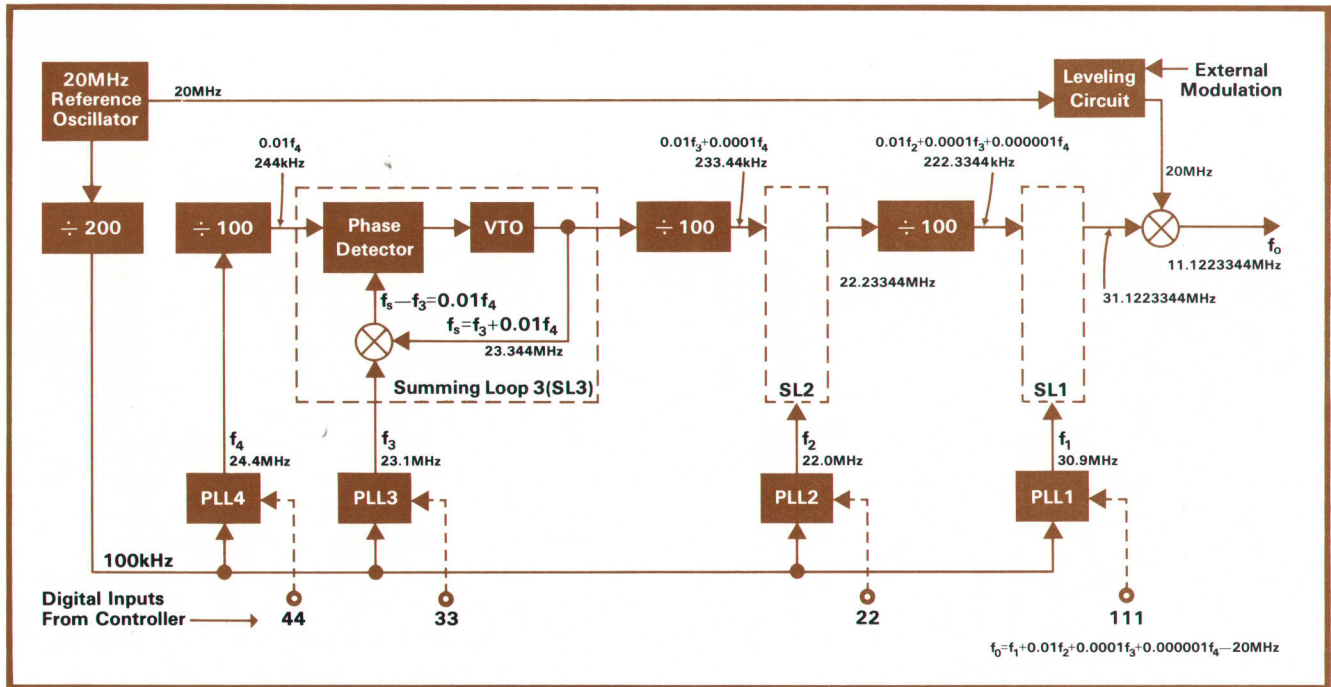 20MHz
Reference
Oscillator
20MHz
Leveling
Circuit
External
Modulation
0.01f₄
244kHz
0.01f₃+0.0001f₄
233.44kHz
0.01f₂+0.0001f₃+0.000001f₄
222.3344kHz
20MHz
÷ 200
÷ 100
Phase
Detector
VTO
÷ 100
÷ 100
fₒ
11.1223344MHz
22.23344MHz
31.1223344MHz
fₛ—f₃=0.01f₄
fₛ=f₃+0.01f₄
23.344MHz
Summing Loop 3(SL3)
SL2
SL1
f₄
24.4MHz
f₃
23.1MHz
f₂
22.0MHz
f₁
30.9MHz
PLL4
PLL3
PLL2
PLL1
100kHz
Digital Inputs
From Controller
44
33
22
111
f₀=f₁+0.01f₂+0.0001f₃+0.000001f₄—20MHz